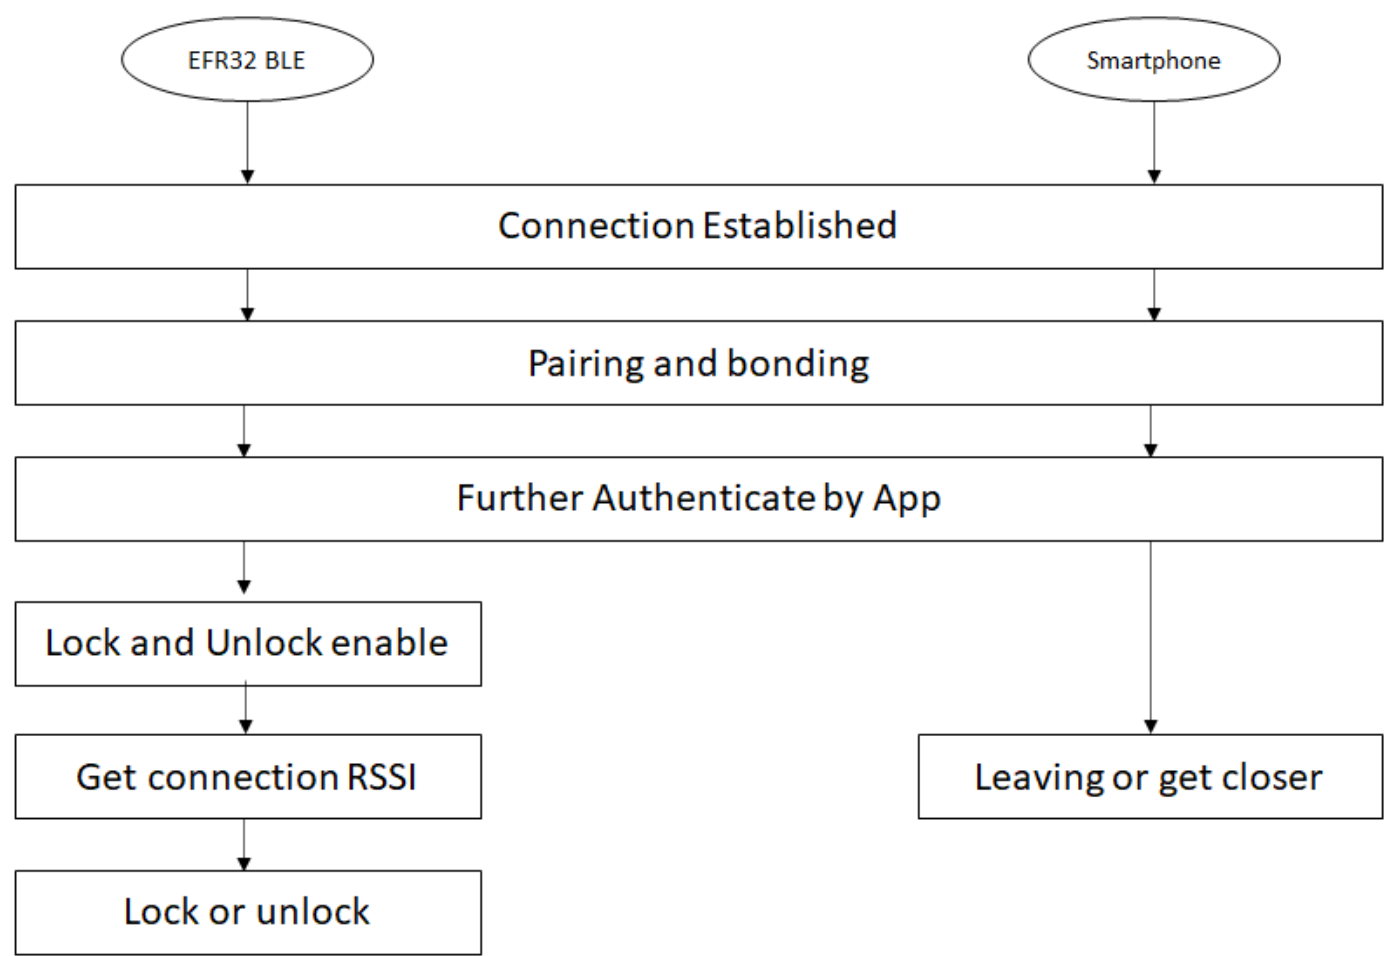 EFR32 BLE
Smartphone
Connection Established
Pairing and bonding
Further Authenticate by App
Lock and Unlock enable
Get connection RSSI
Leaving or get closer
Lock or unlock